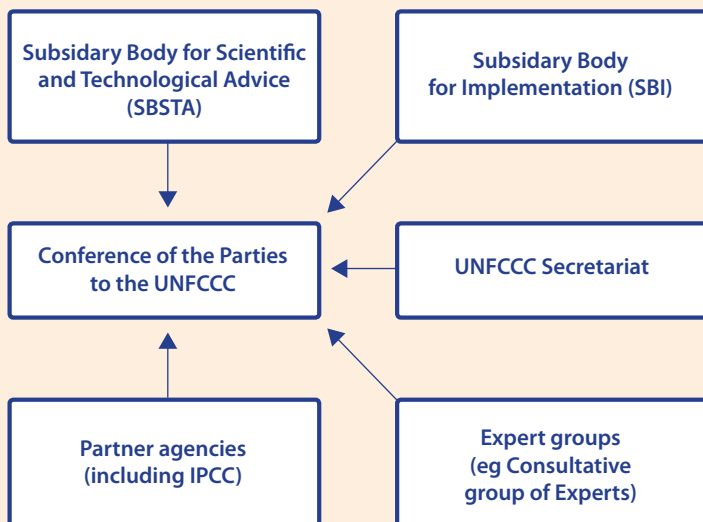 Subsidary Body for Scientific
and Technological Advice
(SBSTA)
Subsidary Body
for Implementation (SBI)
Conference of the Parties
to the UNFCCC
UNFCCC Secretariat
Partner agencies
(including IPCC)
Expert groups
(eg Consultative
group of Experts)